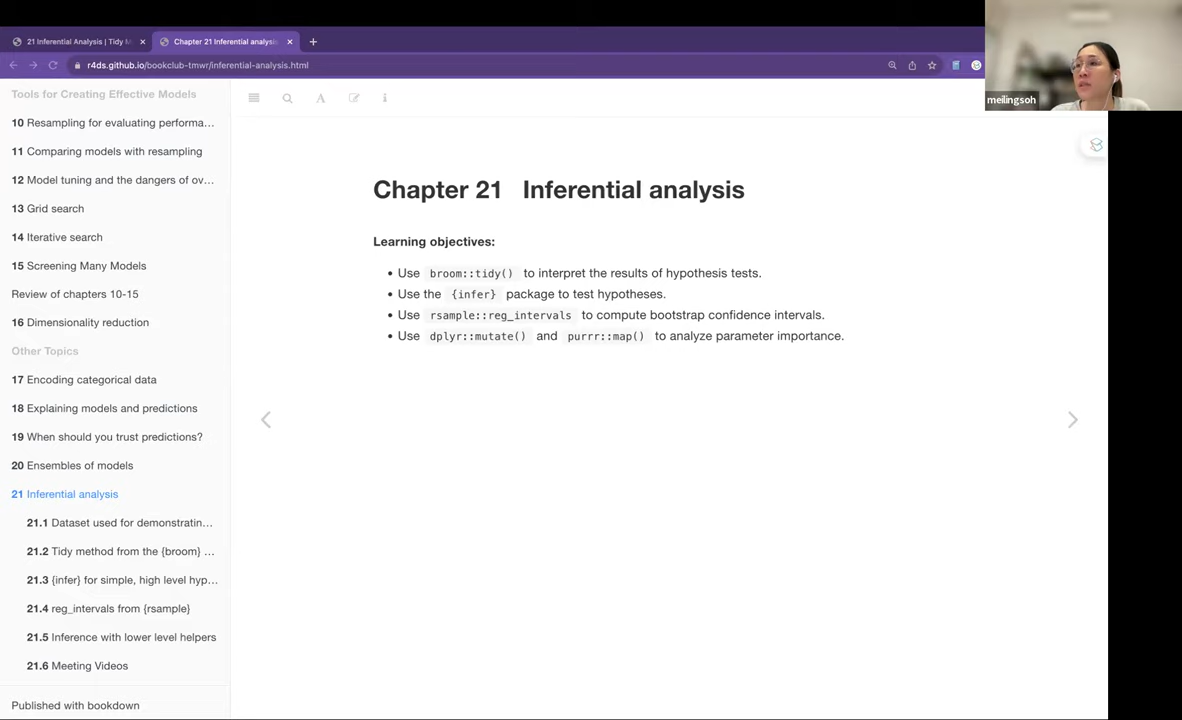 21 Inferential Analysis | Tidy M
Chapter 21 Inferential analysis
r4ds.github.io/bookclub-tmwr/inferential-analysis.html
meilingsoh
Tools for Creating Effective Models
10 Resampling for evaluating performa...
11 Comparing models with resampling
12 Model tuning and the dangers of ov...
13 Grid search
14 Iterative search
15 Screening Many Models
Review of chapters 10-15
16 Dimensionality reduction
Other Topics
17 Encoding categorical data
18 Explaining models and predictions
19 When should you trust predictions?
20 Ensembles of models
21 Inferential analysis
21.1 Dataset used for demonstratin...
21.2 Tidy method from the {broom} ...
21.3 {infer} for simple, high level hyp...
21.4 reg_intervals from {rsample}
21.5 Inference with lower level helpers
21.6 Meeting Videos
Published with bookdown
Chapter 21 Inferential analysis
Learning objectives:
• Use broom::tidy() to interpret the results of hypothesis tests.
• Use the {infer} package to test hypotheses.
• Use rsample::reg_intervals to compute bootstrap confidence intervals.
• Use dplyr::mutate() and purrr::map() to analyze parameter importance.